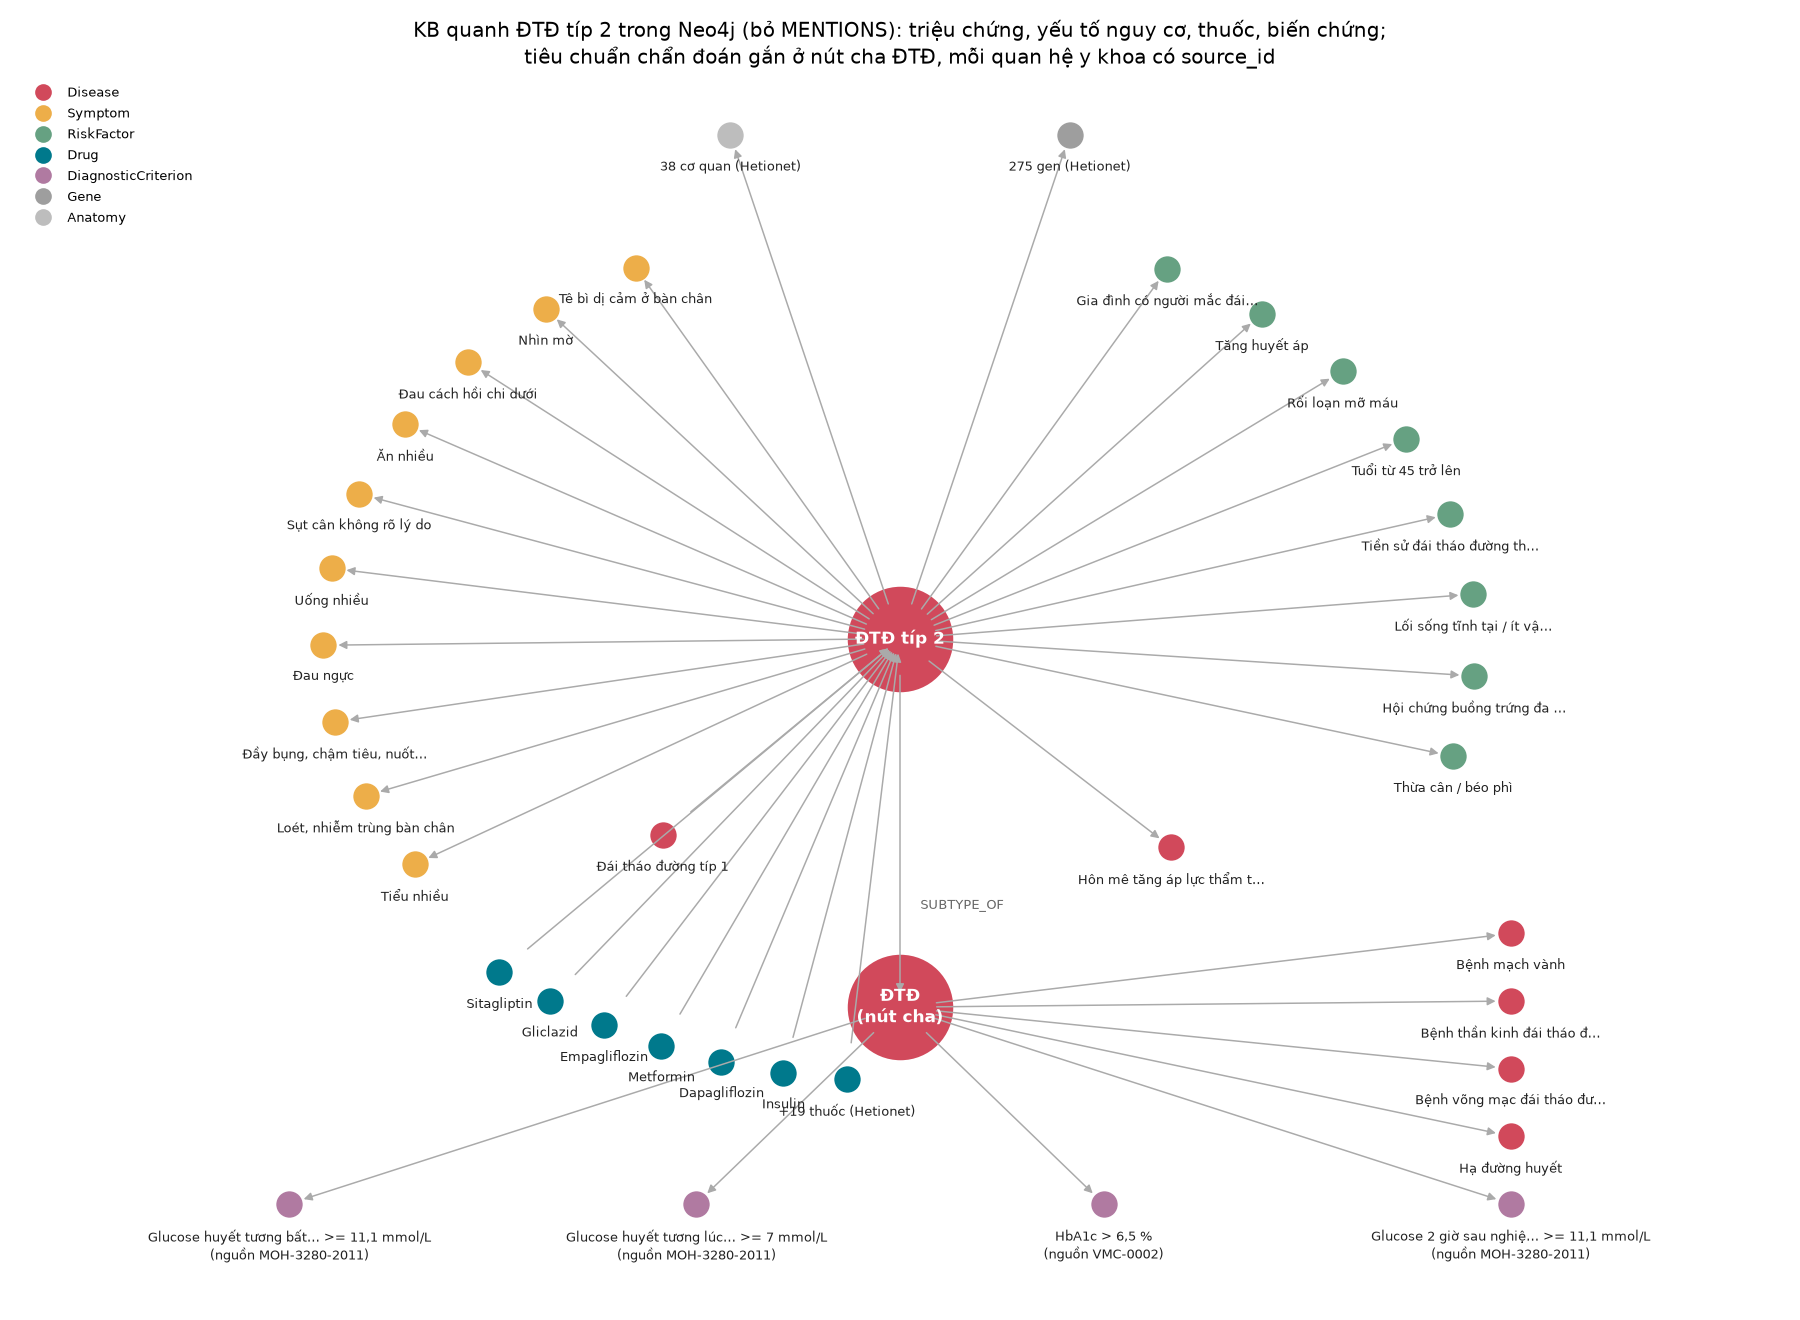 KB quanh ĐTĐ típ 2 trong Neo4j (bỏ MENTIONS): triệu chứng, yếu tố nguy cơ, thuốc, biến chứng;
tiêu chuẩn chẩn đoán gắn ở nút cha ĐTĐ, mỗi quan hệ y khoa có source_id
Disease
Symptom
RiskFactor
Drug
DiagnosticCriterion
Gene
Anatomy
38 cơ quan (Hetionet)
275 gen (Hetionet)
Tê bì dị cảm ở bàn chân
Gia đình có người mắc đái...
Nhìn mờ
Tăng huyết áp
Đau cách hồi chi dưới
Rối loạn mỡ máu
Ăn nhiều
Tuổi từ 45 trở lên
Sụt cân không rõ lý do
Tiền sử đái tháo đường th...
Uống nhiều
Lối sống tĩnh tại / ít vậ...
ĐTĐ típ 2
Đau ngực
Hội chứng buồng trứng đa ...
Đầy bụng, chậm tiêu, nuốt...
Thừa cân / béo phì
Loét, nhiễm trùng bàn chân
Đái tháo đường típ 1
Hôn mê tăng áp lực thẩm t...
Tiểu nhiều
SUBTYPE_OF
Bệnh mạch vành
ĐTĐ
(nút cha)
Sitagliptin
Gliclazid
Bệnh thần kinh đái tháo đ...
Empagliflozin
Metformin
Dapagliflozin
Bệnh võng mạc đái tháo đư...
Insulin
+19 thuốc (Hetionet)
Hạ đường huyết
Glucose huyết tương bất... >= 11,1 mmol/L
(nguồn MOH-3280-2011)
Glucose huyết tương lúc... >= 7 mmol/L
(nguồn MOH-3280-2011)
HbA1c > 6,5 %
(nguồn VMC-0002)
Glucose 2 giờ sau nghiệ... >= 11,1 mmol/L
(nguồn MOH-3280-2011)